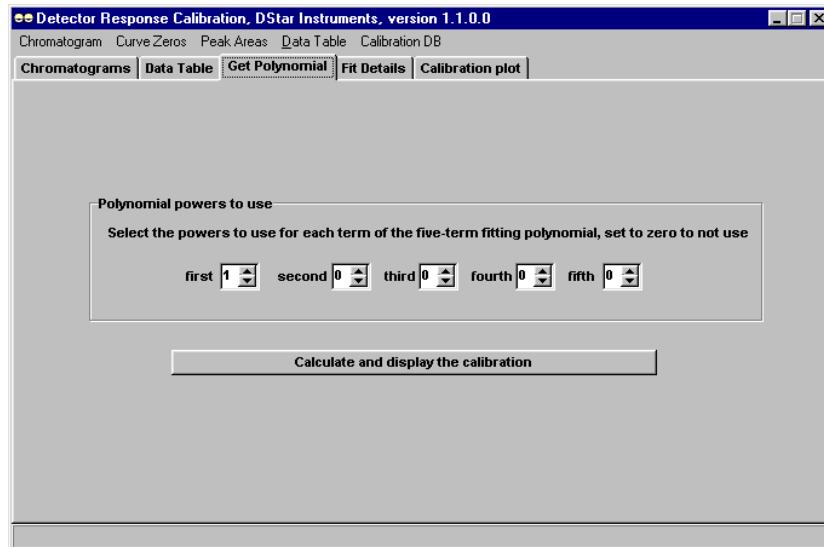 Detector Response Calibration, DStar Instruments, version 1.1.0.0
Chromatogram Curve Zeros Peak Areas Data Table Calibration DB
Chromatograms Data Table Get Polynomial Fit Details Calibration plot
Polynomial powers to use
Select the powers to use for each term of the five-term fitting polynomial, set to zero to not use
first 1 second 0 third 0 fourth 0 fifth 0
Calculate and display the calibration